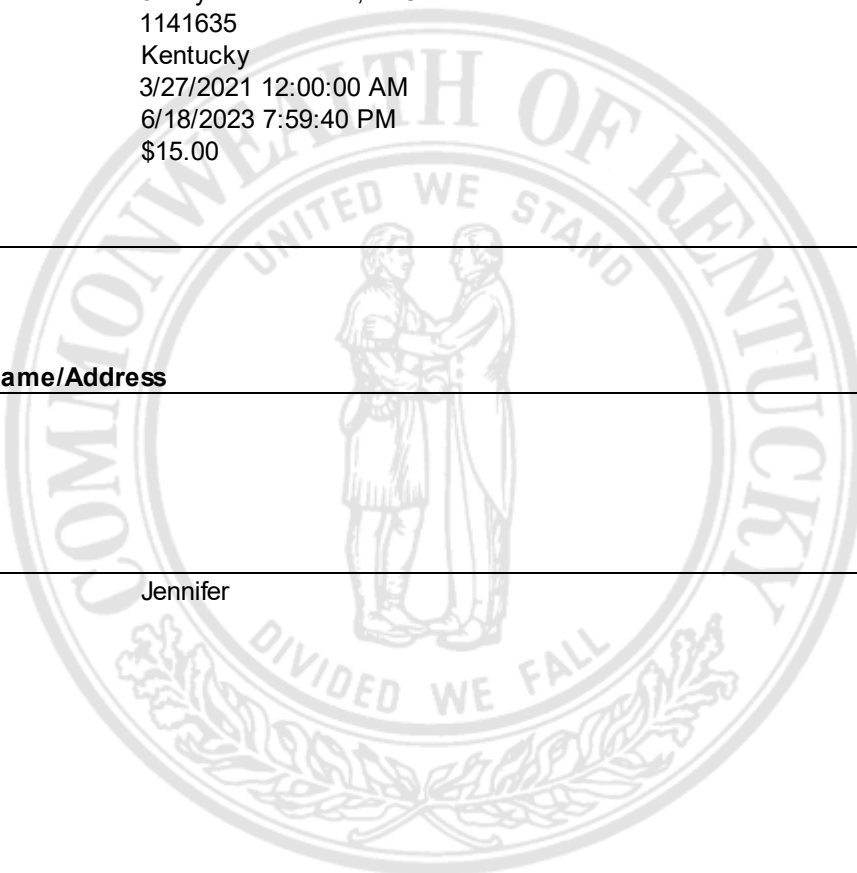 1141635
Kentucky
3/27/2021 12:00:00 AM
6/18/2023 7:59:40 PM
$15.00
COMMONWEALTH OF KENTUCKY
UNITED WE STAND
ame/Address
Jennifer
DIVIDED WE FALL